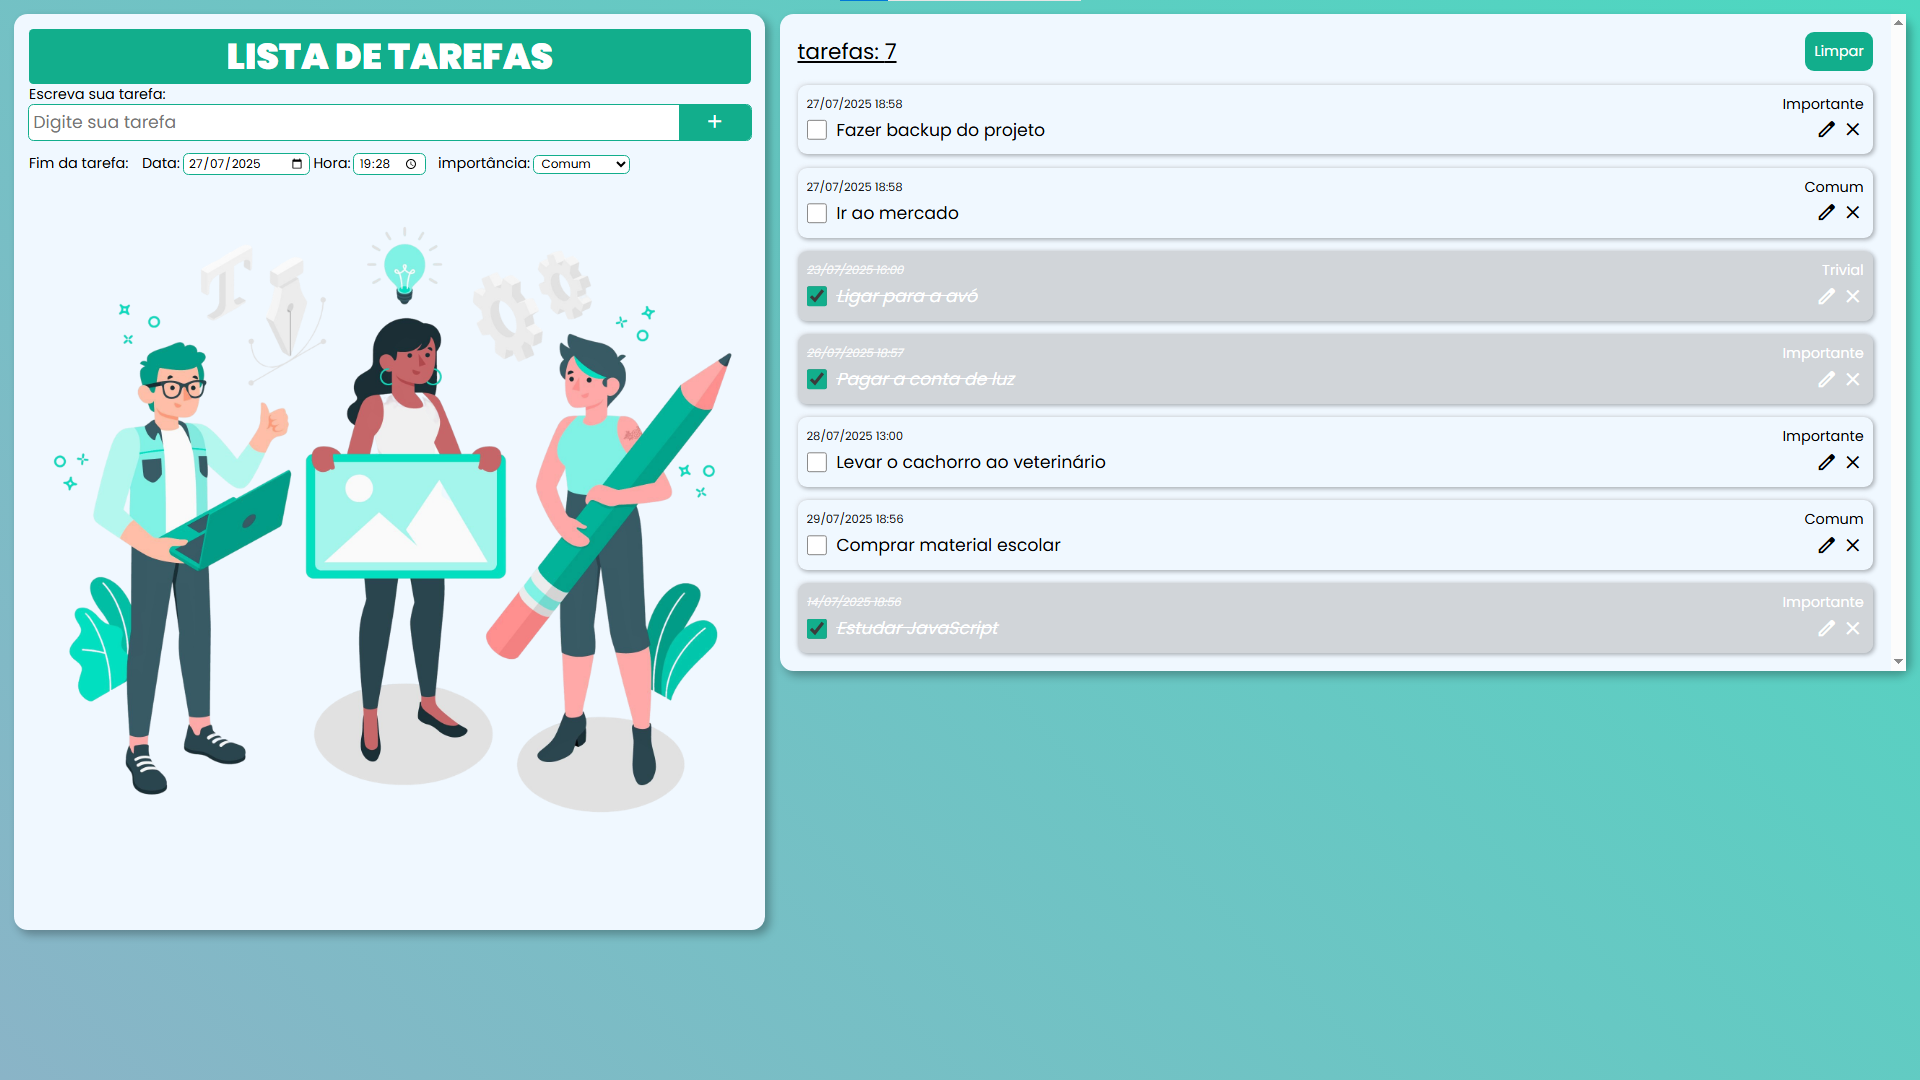 LISTA DE TAREFAS
Escreva sua tarefa:
Digite sua tarefa
+
Fim da tarefa: Data: 27/07/2025 Hora: 19:28 importância: Comum
tarefas: 7
Limpar
27/07/2025 18:58
Importante
Fazer backup do projeto
27/07/2025 18:58
Comum
Ir ao mercado
23/07/2025 16:00
Trivial
Ligar para a avó
26/07/2025 18:57
Importante
Pagar a conta de luz
28/07/2025 13:00
Importante
Levar o cachorro ao veterinário
29/07/2025 18:56
Comum
Comprar material escolar
14/07/2025 18:56
Importante
Estudar JavaScript